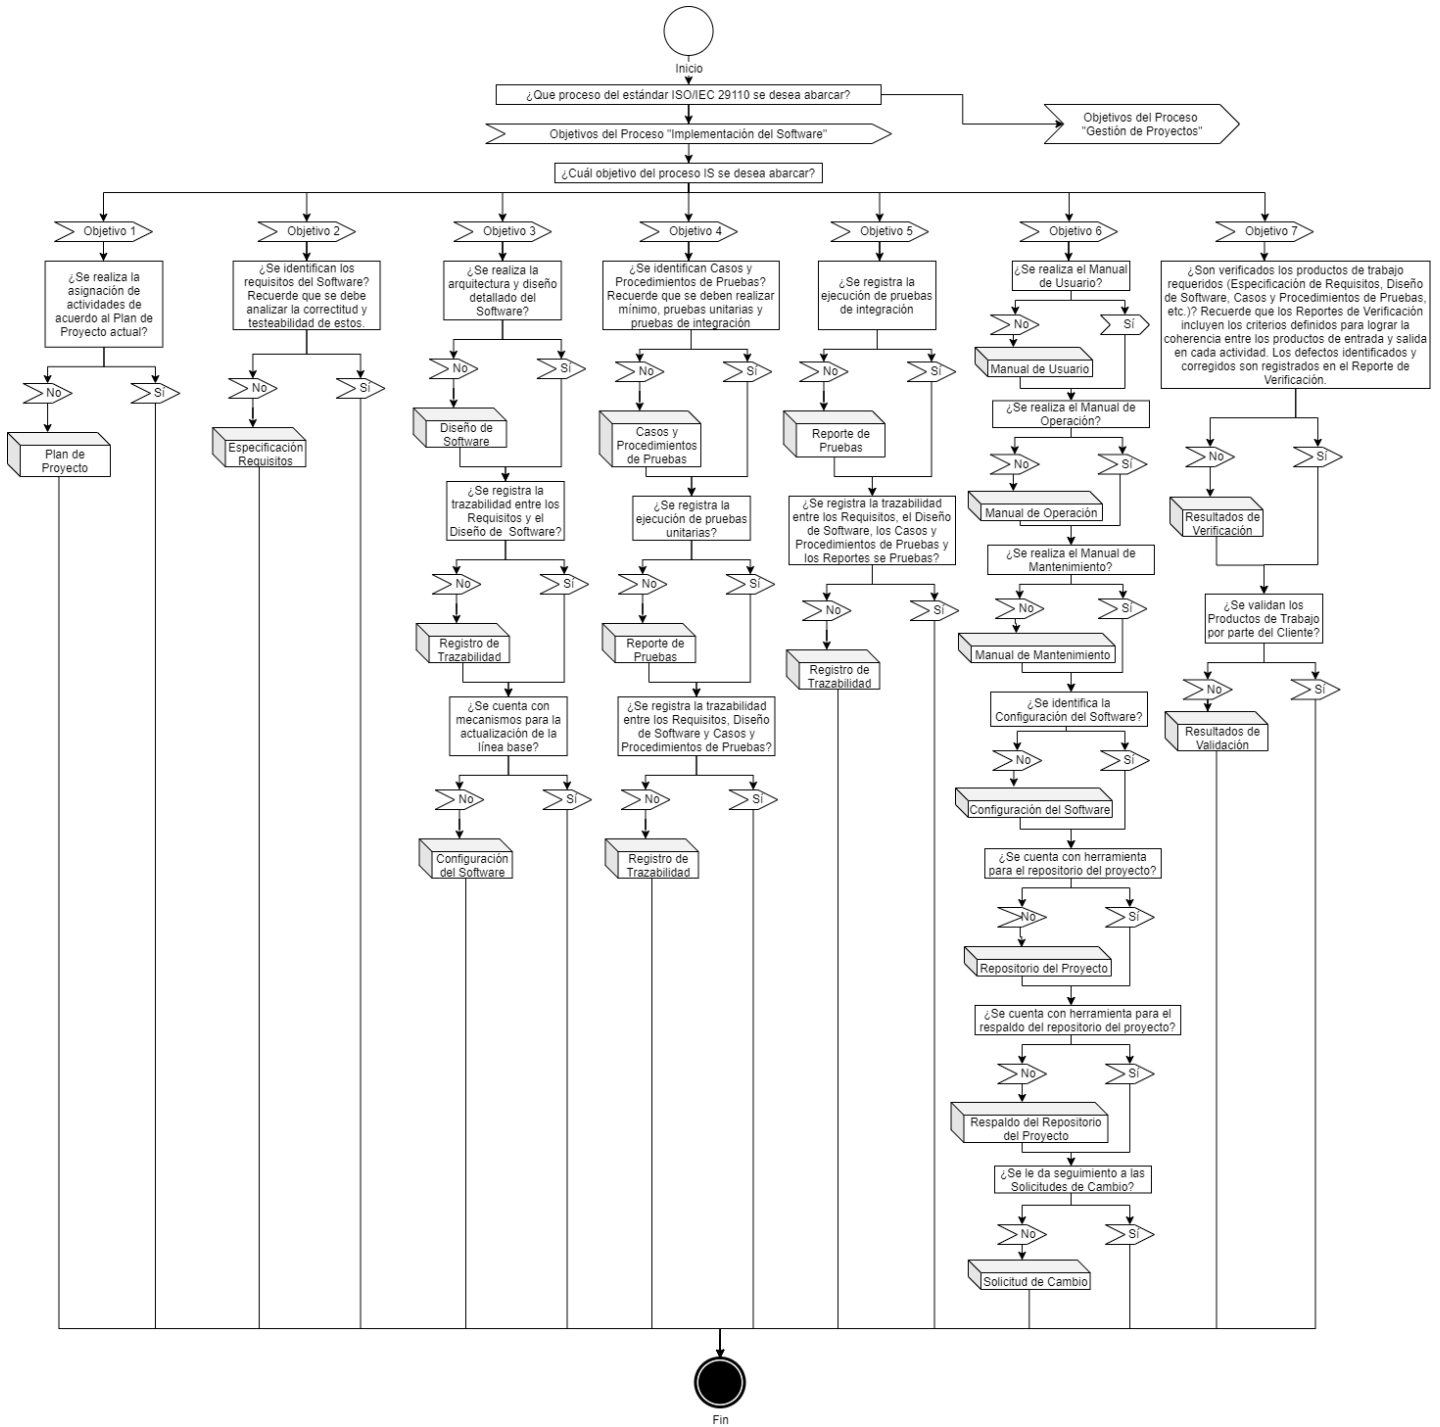 Inicio
¿Que proceso del estándar ISO/IEC 29110 se desea abarcar?
Objetivos del Proceso
"Gestión de Proyectos"
Objetivos del Proceso "Implementación del Software"
¿Cuál objetivo del proceso IS se desea abarcar?
Objetivo 1
¿Se realiza la
asignación de
actividades de
acuerdo al Plan de
Proyecto actual?
No
Sí
Plan de
Proyecto
Objetivo 2
¿Se identifican los
requisitos del Software?
Recuerde que se debe
analizar la correctitud y
testeabilidad de estos.
No
Sí
Especificación
Requisitos
Objetivo 3
¿Se realiza la
arquitectura y diseño
detallado del
Software?
No
Sí
Diseño de
Software
¿Se registra la
trazabilidad entre los
Requisitos y el
Diseño de Software?
No
Sí
Registro de
Trazabilidad
¿Se cuenta con
mecanismos para la
actualización de la
línea base?
No
Sí
Configuración
del Software
Objetivo 4
¿Se identifican Casos y
Procedimientos de Pruebas?
Recuerde que se deben realizar
mínimo, pruebas unitarias y
pruebas de integración
No
Sí
Casos y
Procedimientos
de Pruebas
¿Se registra la
ejecución de pruebas
unitarias?
No
Sí
Reporte de
Pruebas
¿Se registra la trazabilidad
entre los Requisitos, Diseño
de Software y Casos y
Procedimientos de Pruebas?
No
Sí
Registro de
Trazabilidad
Objetivo 5
¿Se registra la
ejecución de pruebas
de integración
No
Sí
Reporte de
Pruebas
¿Se registra la trazabilidad
entre los Requisitos, el Diseño
de Software, los Casos y
Procedimientos de Pruebas y
los Reportes se Pruebas?
No
Sí
Registro de
Trazabilidad
Objetivo 6
¿Se realiza el Manual
de Usuario?
No
Sí
Manual de Usuario
¿Se realiza el Manual de
Operación?
No
Sí
Manual de Operación
¿Se realiza el Manual de
Mantenimiento?
No
Sí
Manual de Mantenimiento
¿Se identifica la
Configuración del Software?
No
Sí
Configuración del Software
¿Se cuenta con herramienta
para el repositorio del proyecto?
No
Sí
Repositorio del Proyecto
¿Se cuenta con herramienta para el
respaldo del repositorio del proyecto?
No
Sí
Respaldo del Repositorio
del Proyecto
¿Se le da seguimiento a las
Solicitudes de Cambio?
No
Sí
Solicitud de Cambio
Objetivo 7
¿Son verificados los productos de trabajo
requeridos (Especificación de Requisitos, Diseño
de Software, Casos y Procedimientos de Pruebas,
etc.)? Recuerde que los Reportes de Verificación
incluyen los criterios definidos para lograr la
coherencia entre los productos de entrada y salida
en cada actividad. Los defectos identificados y
corregidos son registrados en el Reporte de
Verificación.
No
Sí
Resultados de
Verificación
¿Se validan los
Productos de Trabajo
por parte del Cliente?
No
Sí
Resultados de
Validación
Fin